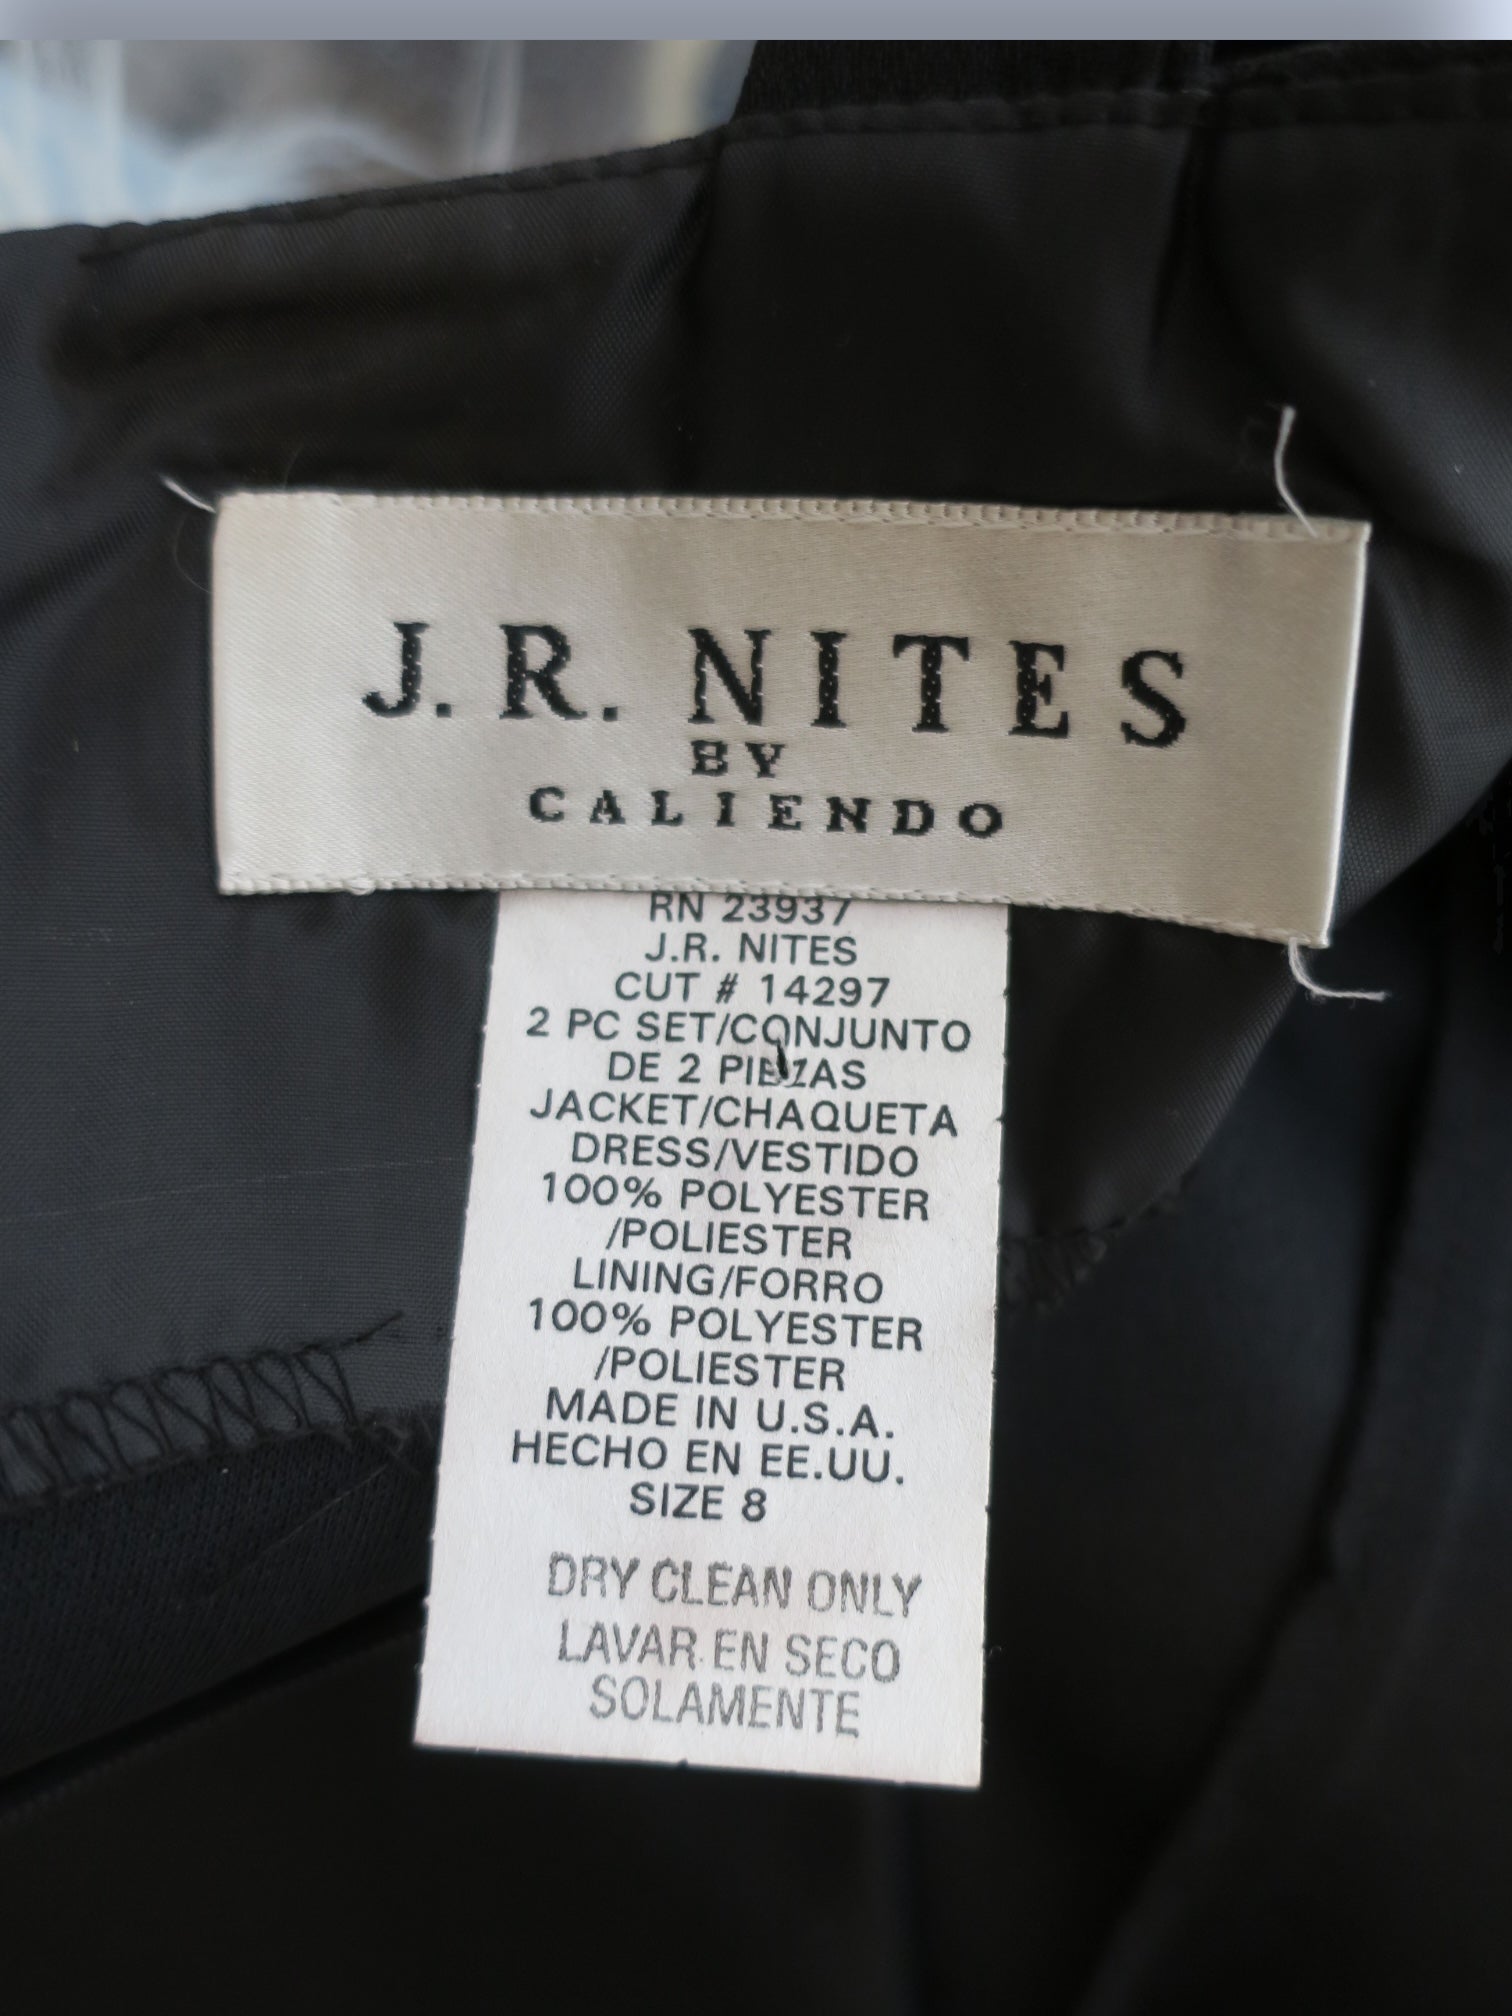 J.R. NITES
BY
CALIENDO
RN 23937
J.R. NITES
CUT # 14297
2 PC SET/CONJUNTO
DE 2 PIEZAS
JACKET/CHAQUETA
DRESS/VESTIDO
100% POLYESTER
/POLIESTER
LINING/FORRO
100% POLYESTER
/POLIESTER
MADE IN U.S.A.
HECHO EN EE.UU.
SIZE 8
DRY CLEAN ONLY
LAVAR EN SECO
SOLAMENTE